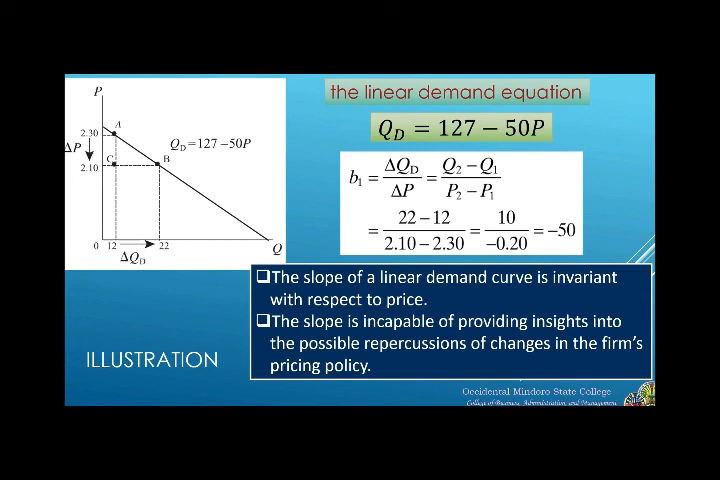 P
the linear demand equation
Q_D = 127 − 50P
A
2.30
ΔP
Q_D=127−50P
C
B
2.10
b₁ = ΔQ_D/ΔP = (Q₂ − Q₁)/(P₂ − P₁)
= (22 − 12)/(2.10 − 2.30) = 10/−0.20 = −50
0 12 22 Q
ΔQ_D
❑The slope of a linear demand curve is invariant
with respect to price.
❑The slope is incapable of providing insights into
the possible repercussions of changes in the firm's
pricing policy.
ILLUSTRATION
Occidental Mindoro State College
College of Business, Administration, and Management